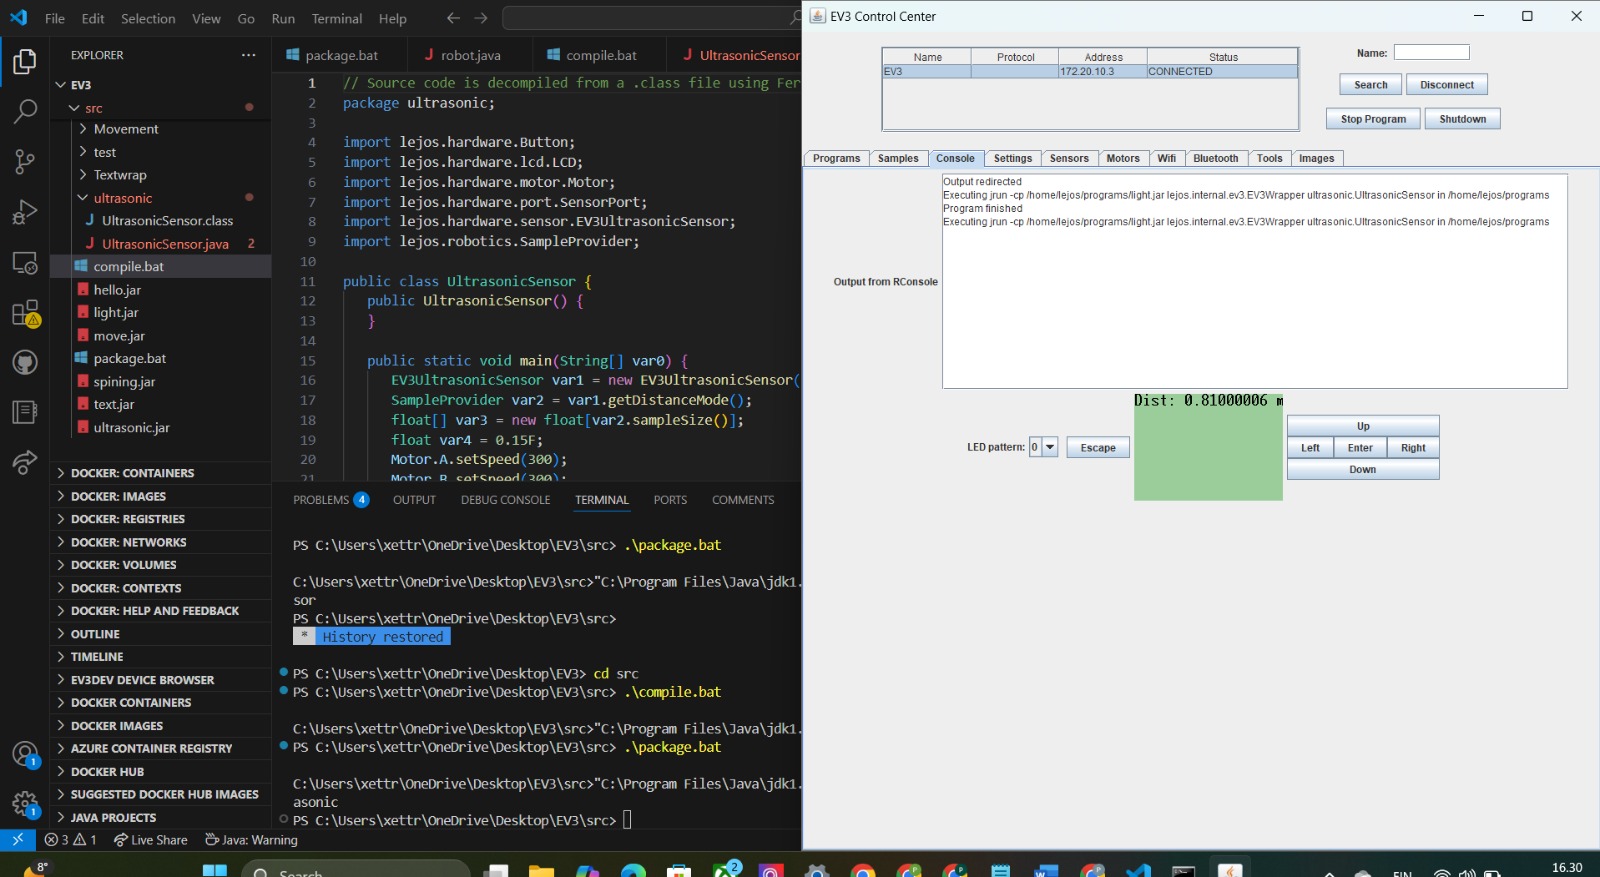 File Edit Selection View Go Run Terminal Help
EXPLORER
EV3
src
Movement
test
Textwrap
ultrasonic
UltrasonicSensor.class
UltrasonicSensor.java 2
compile.bat
hello.jar
light.jar
move.jar
package.bat
spining.jar
text.jar
ultrasonic.jar
DOCKER: CONTAINERS
DOCKER: IMAGES
DOCKER: REGISTRIES
DOCKER: NETWORKS
DOCKER: VOLUMES
DOCKER: CONTEXTS
DOCKER: HELP AND FEEDBACK
OUTLINE
TIMELINE
EV3DEV DEVICE BROWSER
DOCKER CONTAINERS
DOCKER IMAGES
AZURE CONTAINER REGISTRY
DOCKER HUB
SUGGESTED DOCKER HUB IMAGES
JAVA PROJECTS
package.bat robot.java compile.bat UltrasonicSensor
1 // Source code is decompiled from a .class file using Fer
2 package ultrasonic;
3
4 import lejos.hardware.Button;
5 import lejos.hardware.lcd.LCD;
6 import lejos.hardware.motor.Motor;
7 import lejos.hardware.port.SensorPort;
8 import lejos.hardware.sensor.EV3UltrasonicSensor;
9 import lejos.robotics.SampleProvider;
10
11 public class UltrasonicSensor {
12 public UltrasonicSensor() {
13 }
14
15 public static void main(String[] var0) {
16 EV3UltrasonicSensor var1 = new EV3UltrasonicSensor(
17 SampleProvider var2 = var1.getDistanceMode();
18 float[] var3 = new float[var2.sampleSize()];
19 float var4 = 0.15F;
20 Motor.A.setSpeed(300);
21 Motor.B.setSpeed(300);
PROBLEMS 4 OUTPUT DEBUG CONSOLE TERMINAL PORTS COMMENTS
PS C:\Users\xettr\OneDrive\Desktop\EV3\src> .\package.bat
C:\Users\xettr\OneDrive\Desktop\EV3\src>"C:\Program Files\Java\jdk1.
sor
PS C:\Users\xettr\OneDrive\Desktop\EV3\src>
* History restored
PS C:\Users\xettr\OneDrive\Desktop\EV3> cd src
PS C:\Users\xettr\OneDrive\Desktop\EV3\src> .\compile.bat
C:\Users\xettr\OneDrive\Desktop\EV3\src>"C:\Program Files\Java\jdk1.
PS C:\Users\xettr\OneDrive\Desktop\EV3\src> .\package.bat
C:\Users\xettr\OneDrive\Desktop\EV3\src>"C:\Program Files\Java\jdk1.
asonic
PS C:\Users\xettr\OneDrive\Desktop\EV3\src>
1
1
3 1 Live Share Java: Warning
EV3 Control Center
Name Protocol Address Status
EV3 172.20.10.3 CONNECTED
Name:
Search Disconnect
Stop Program Shutdown
Programs Samples Console Settings Sensors Motors Wifi Bluetooth Tools Images
Output from RConsole
Output redirected
Executing jrun -cp /home/lejos/programs/light.jar lejos.internal.ev3.EV3Wrapper ultrasonic.UltrasonicSensor in /home/lejos/programs
Program finished
Executing jrun -cp /home/lejos/programs/light.jar lejos.internal.ev3.EV3Wrapper ultrasonic.UltrasonicSensor in /home/lejos/programs
LED pattern: 0 Escape
Dist: 0.81000006 m
Up
Left Enter Right
Down
8°
Search
2
FIN
16.30